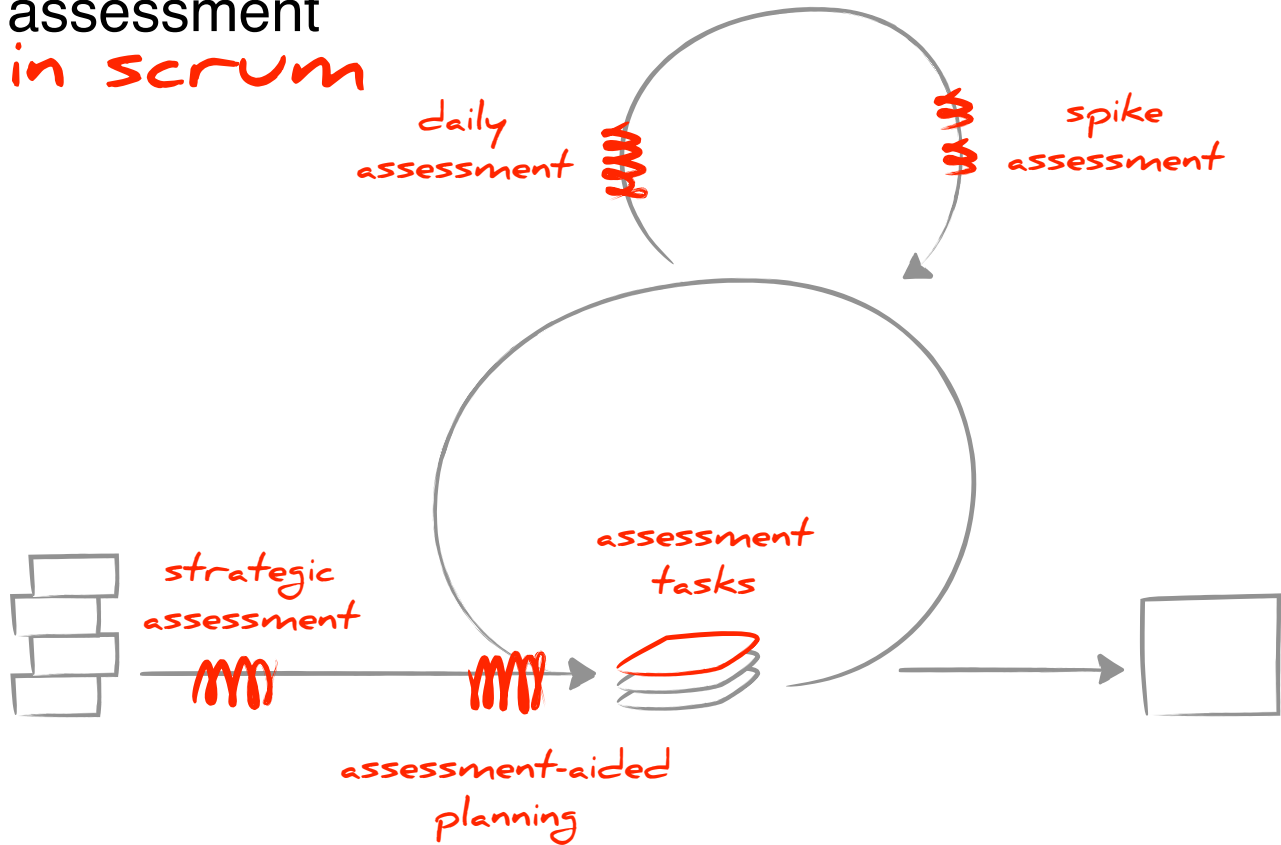 assessment
in scrum
daily
assessment
spike
assessment
assessment
tasks
strategic
assessment
assessment-aided
planning